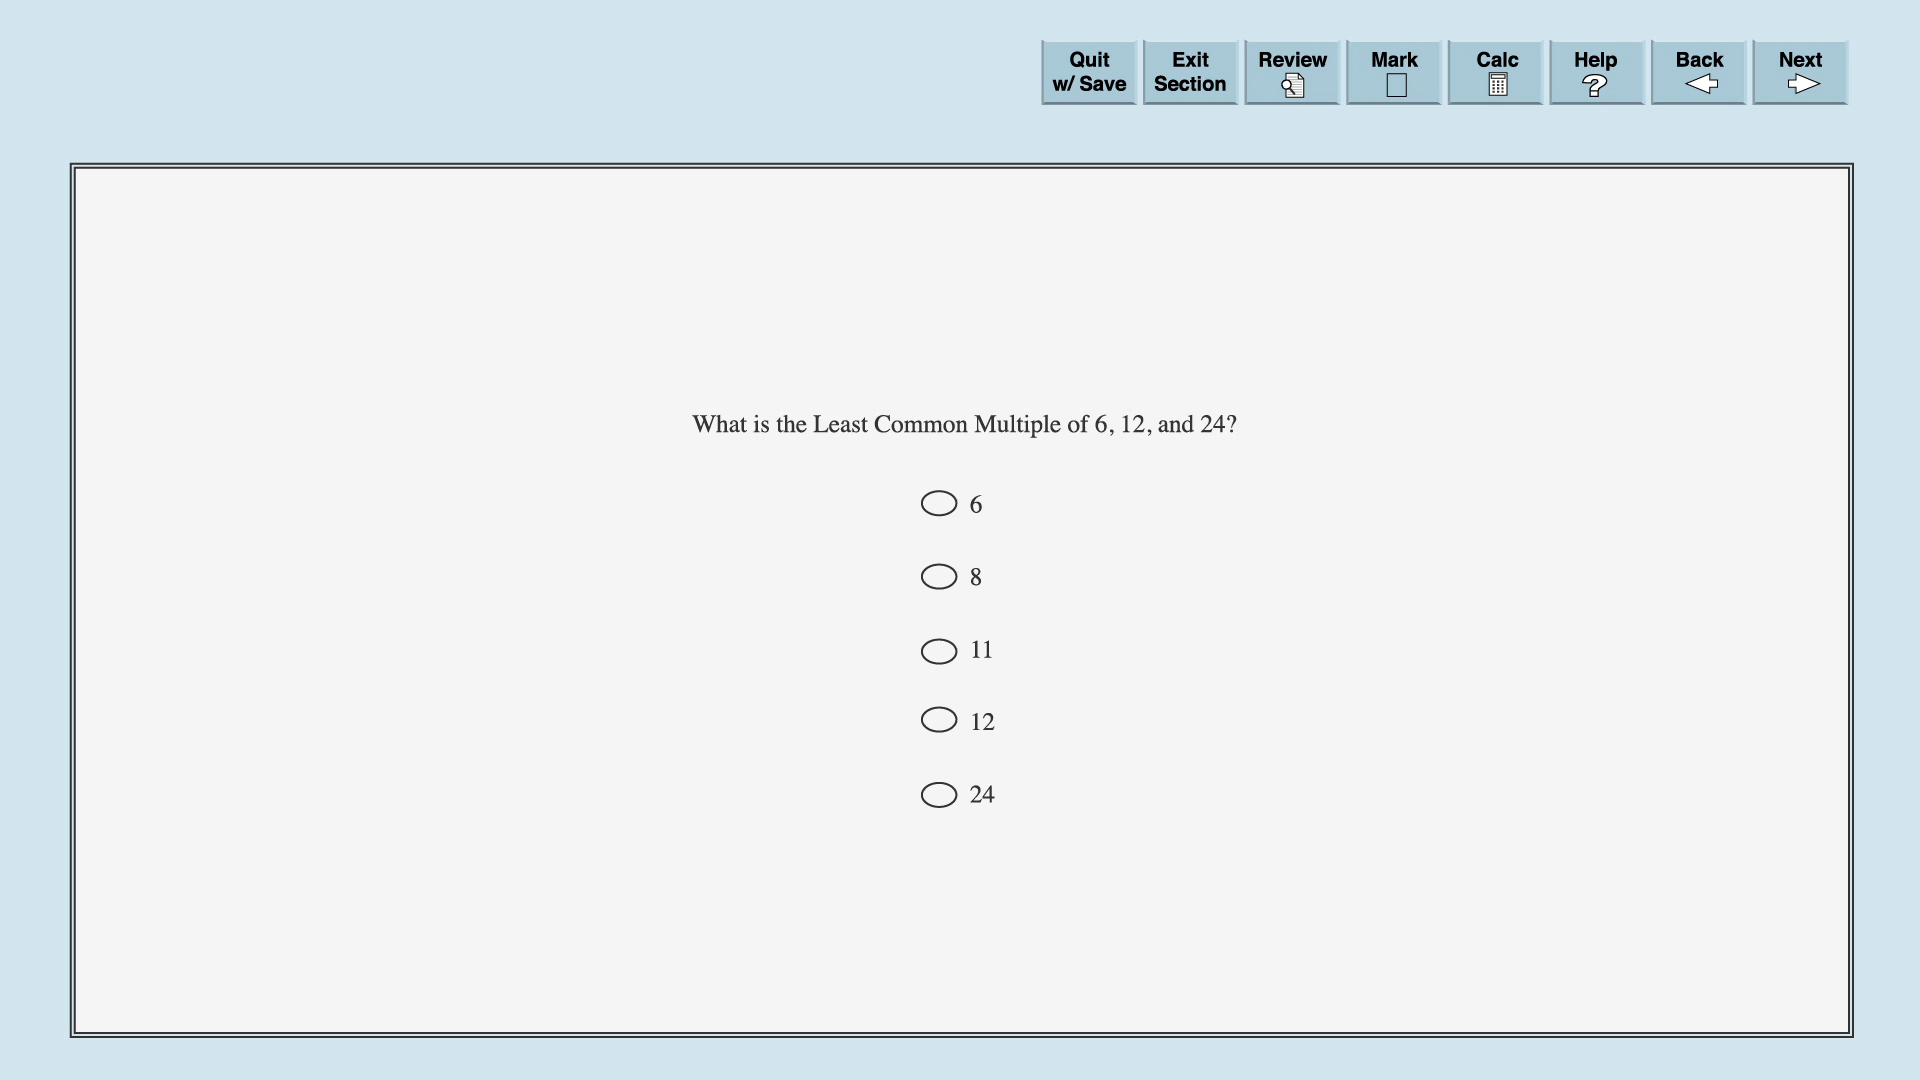 Quit
w/ Save
Exit
Section
Review
Mark
Calc
Help
Back
Next
What is the Least Common Multiple of 6, 12, and 24?
6
8
11
12
24